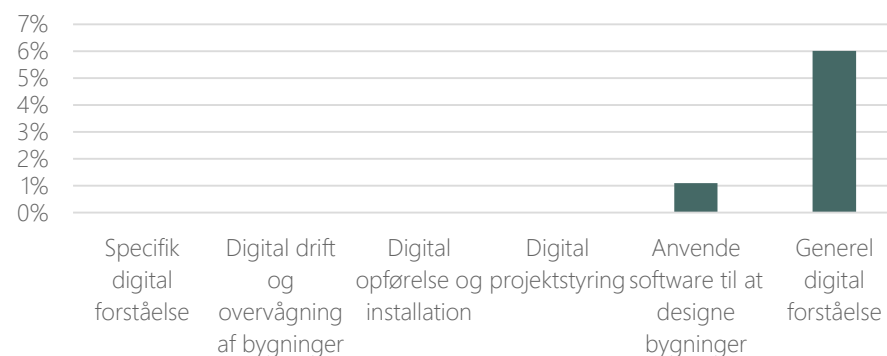 7%
6%
5%
4%
3%
2%
1%
0%
Specifik
digital
forståelse
Digital drift
og
overvågning
af bygninger
Digital
opførelse og
installation
Digital
projektstyring
Anvende
software til at
designe
bygninger
Generel
digital
forståelse